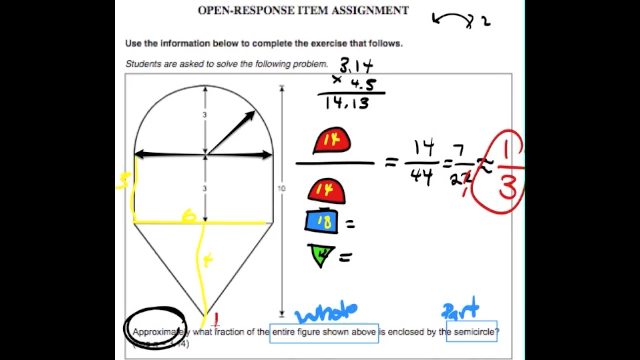 OPEN-RESPONSE ITEM ASSIGNMENT
2
Use the information below to complete the exercise that follows.
Students are asked to solve the following problem.
3.14
× 4.5
14.13
3
3
10
6
4
14
14
18
=
=
= 14/44 = 7/22 ≈ 1/3
Whole
Part
Approximately what fraction of the entire figure shown above is enclosed by the semicircle?